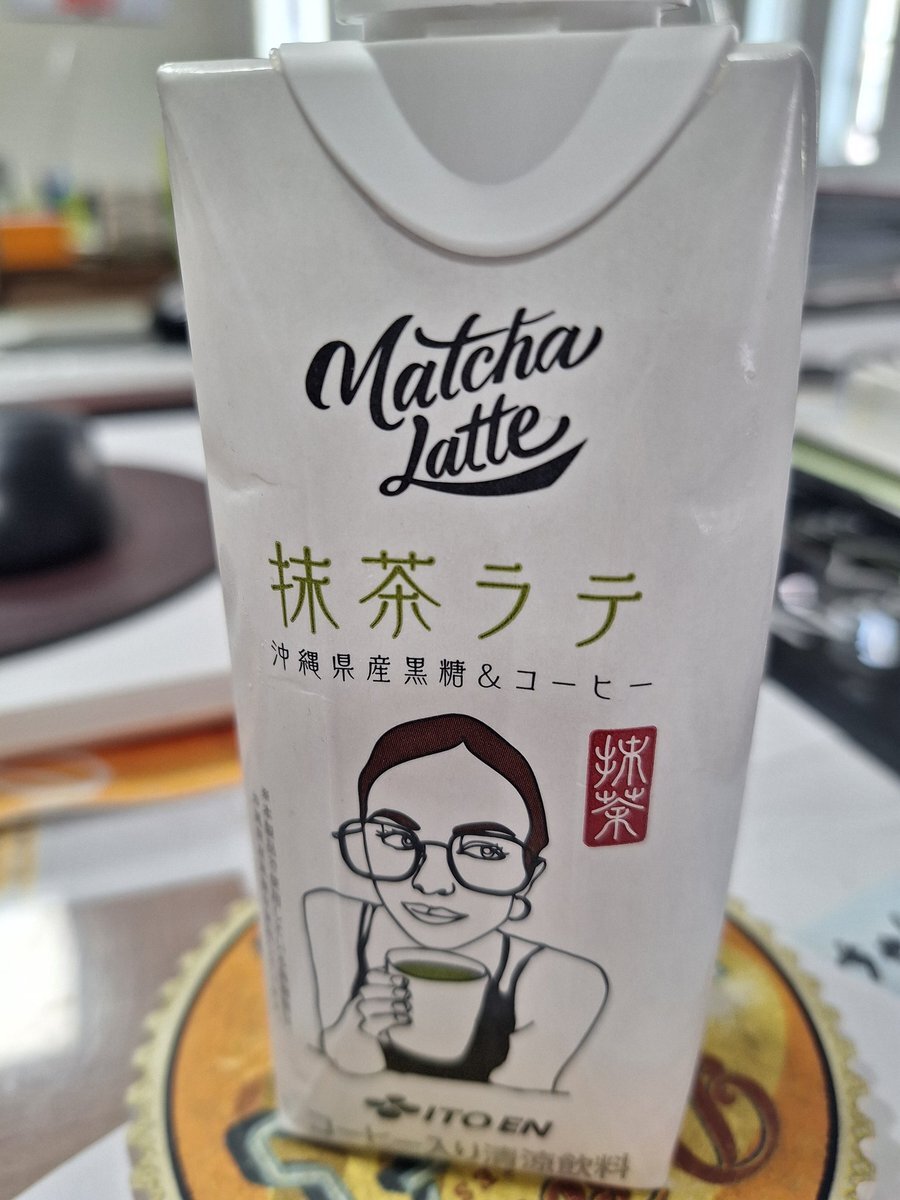 Matcha
Latte
抹茶ラテ
沖縄県産黒糖&コーヒー
抹茶
ITO EN
コーヒー入り清涼飲料